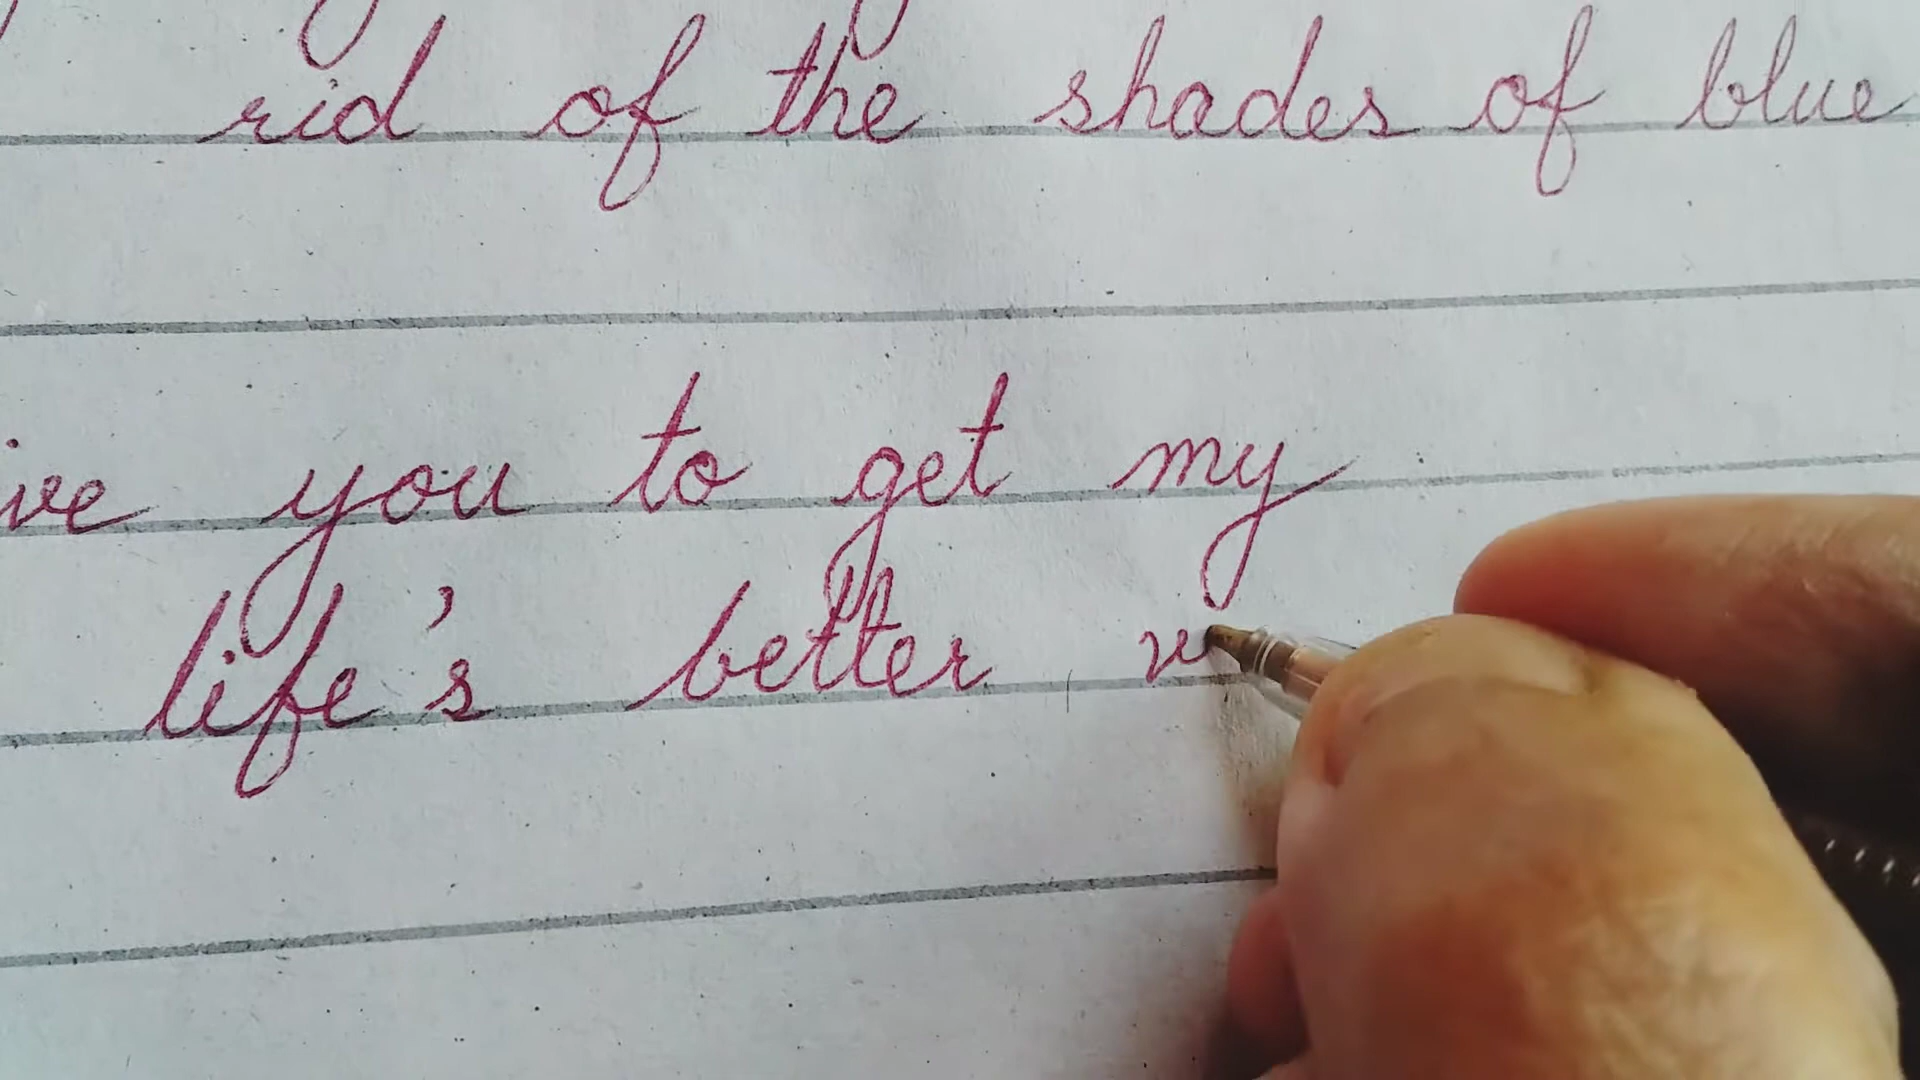 rid of the shades of blue
ive you to get my
life's better